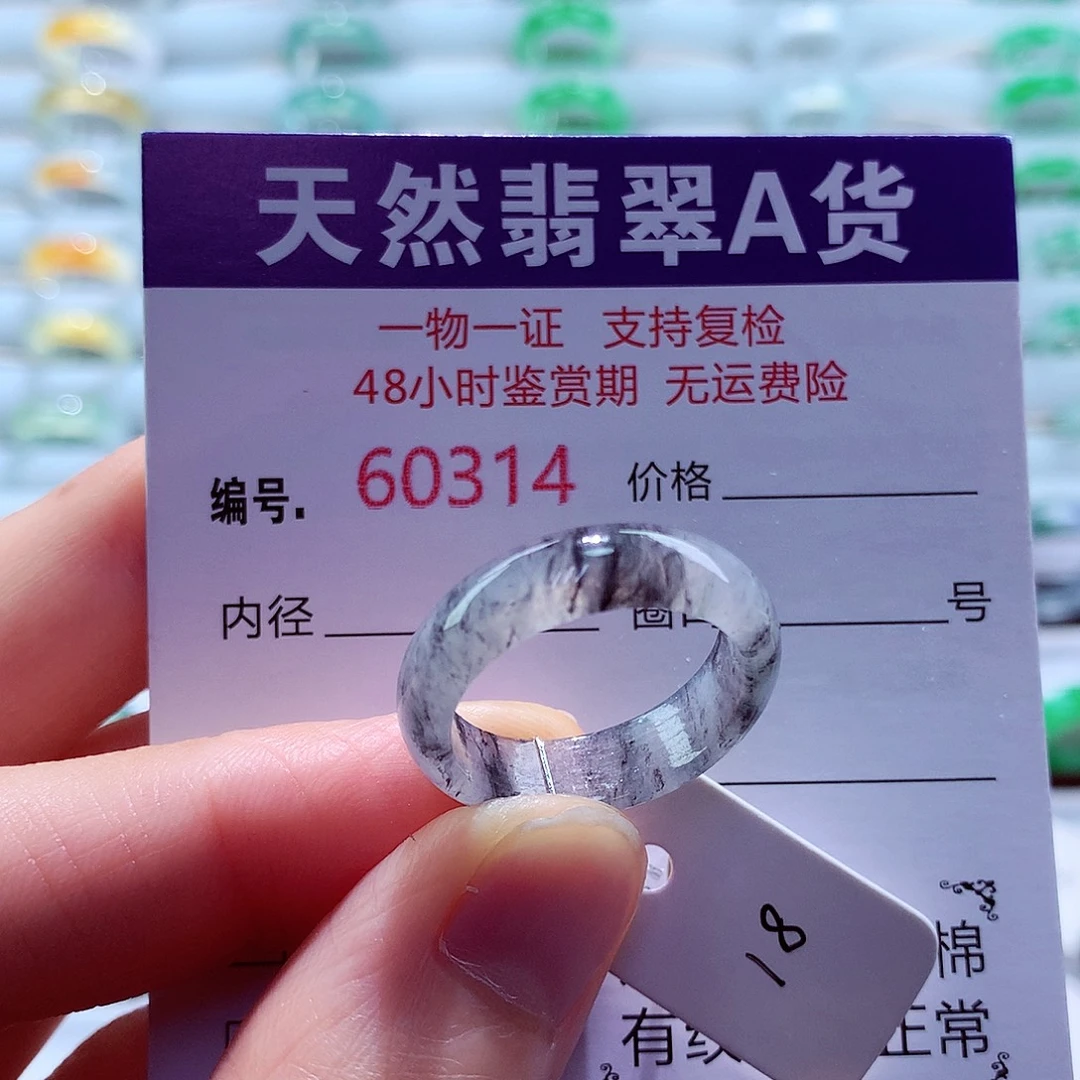 天然翡翠A货
一物一证 支持复检
48小时鉴赏期 无运费险
编号. 60314 价格
内径 圈 号
18
棉
有 正常